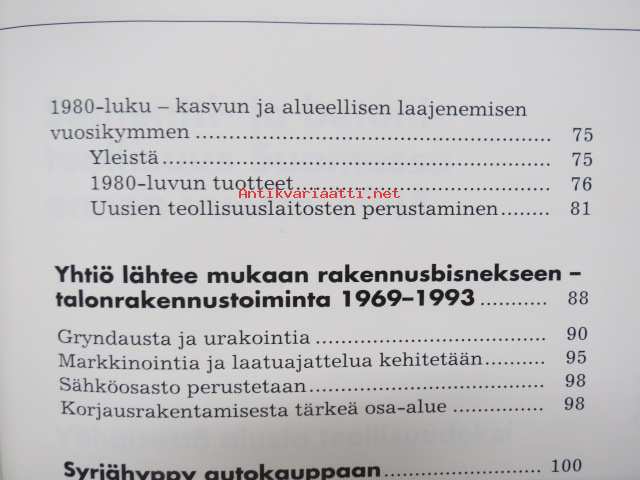 1980-luku – kasvun ja alueellisen laajenemisen
vuosikymmen ............................................ 75
Yleistä................................................. 75
1980-luvun tuotteet................................ 76
Antikvariaatti.net
Uusien teollisuuslaitosten perustaminen........ 81
Yhtiö lähtee mukaan rakennusbisnekseen –
talonrakennustoiminta 1969–1993........... 88
Gryndausta ja urakointia............................ 90
Markkinointia ja laatuajattelua kehitetään.......... 95
Sähköosasto perustetaan............................. 98
Korjausrakentamisesta tärkeä osa-alue............... 98
Syrjähyppy autokauppaan......................... 100